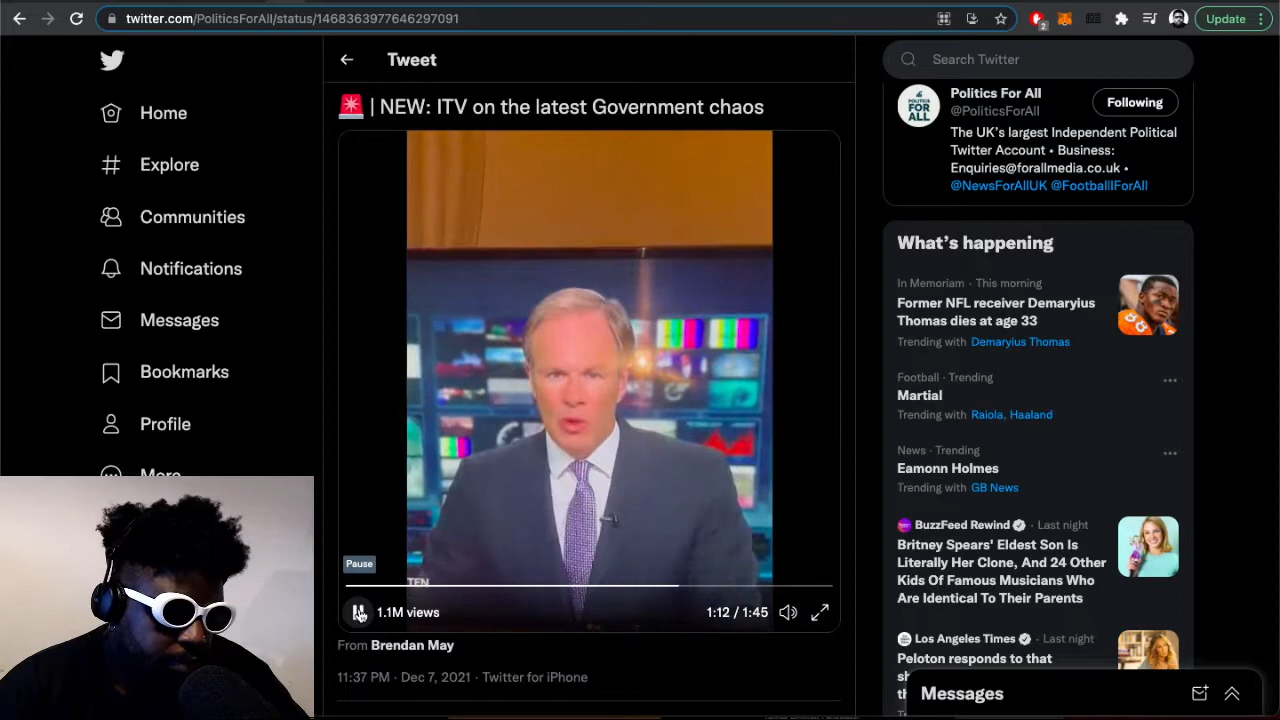 twitter.com/PoliticsForAll/status/1468363977646297091
2
Update
Home
Explore
Communities
Notifications
Messages
Bookmarks
Profile
More
Tweet
🚨 | NEW: ITV on the latest Government chaos
TEN
Pause
1.1M views
1:12 / 1:45
From Brendan May
11:37 PM · Dec 7, 2021 · Twitter for iPhone
Search Twitter
POLITICS
FOR
ALL
Politics For All
@PoliticsForAll
Following
The UK's largest Independent Political
Twitter Account • Business:
Enquiries@forallmedia.co.uk •
@NewsForAllUK @FootballlForAll
What's happening
In Memoriam · This morning
Former NFL receiver Demaryius
Thomas dies at age 33
Trending with Demaryius Thomas
Football · Trending
Martial
Trending with Raiola, Haaland
News · Trending
Eamonn Holmes
Trending with GB News
BuzzFeed Rewind · Last night
Britney Spears' Eldest Son Is
Literally Her Clone, And 24 Other
Kids Of Famous Musicians Who
Are Identical To Their Parents
Los Angeles Times · Last night
Peloton responds to that
Messages